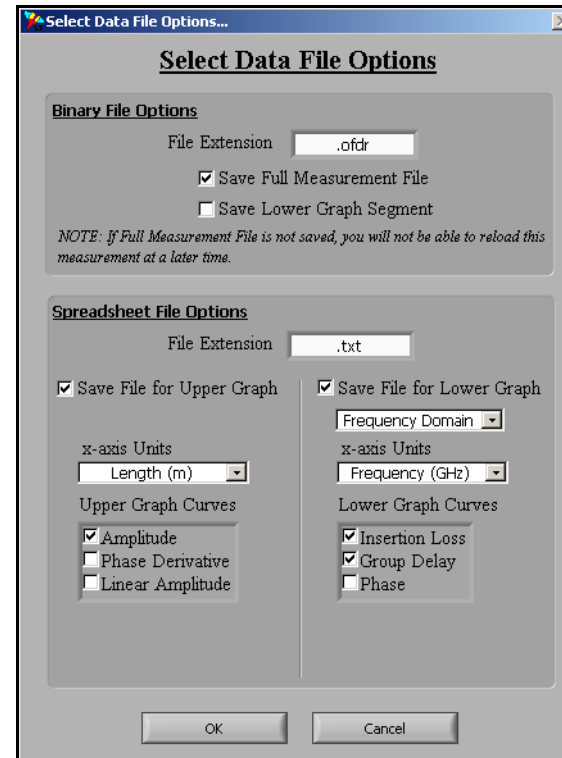 Select Data File Options...
Select Data File Options
Binary File Options
File Extension .ofdr
Save Full Measurement File
Save Lower Graph Segment
NOTE: If Full Measurement File is not saved, you will not be able to reload this
measurement at a later time.
Spreadsheet File Options
File Extension .txt
Save File for Upper Graph
x-axis Units
Length (m)
Upper Graph Curves
Amplitude
Phase Derivative
Linear Amplitude
Save File for Lower Graph
Frequency Domain
x-axis Units
Frequency (GHz)
Lower Graph Curves
Insertion Loss
Group Delay
Phase
OK
Cancel